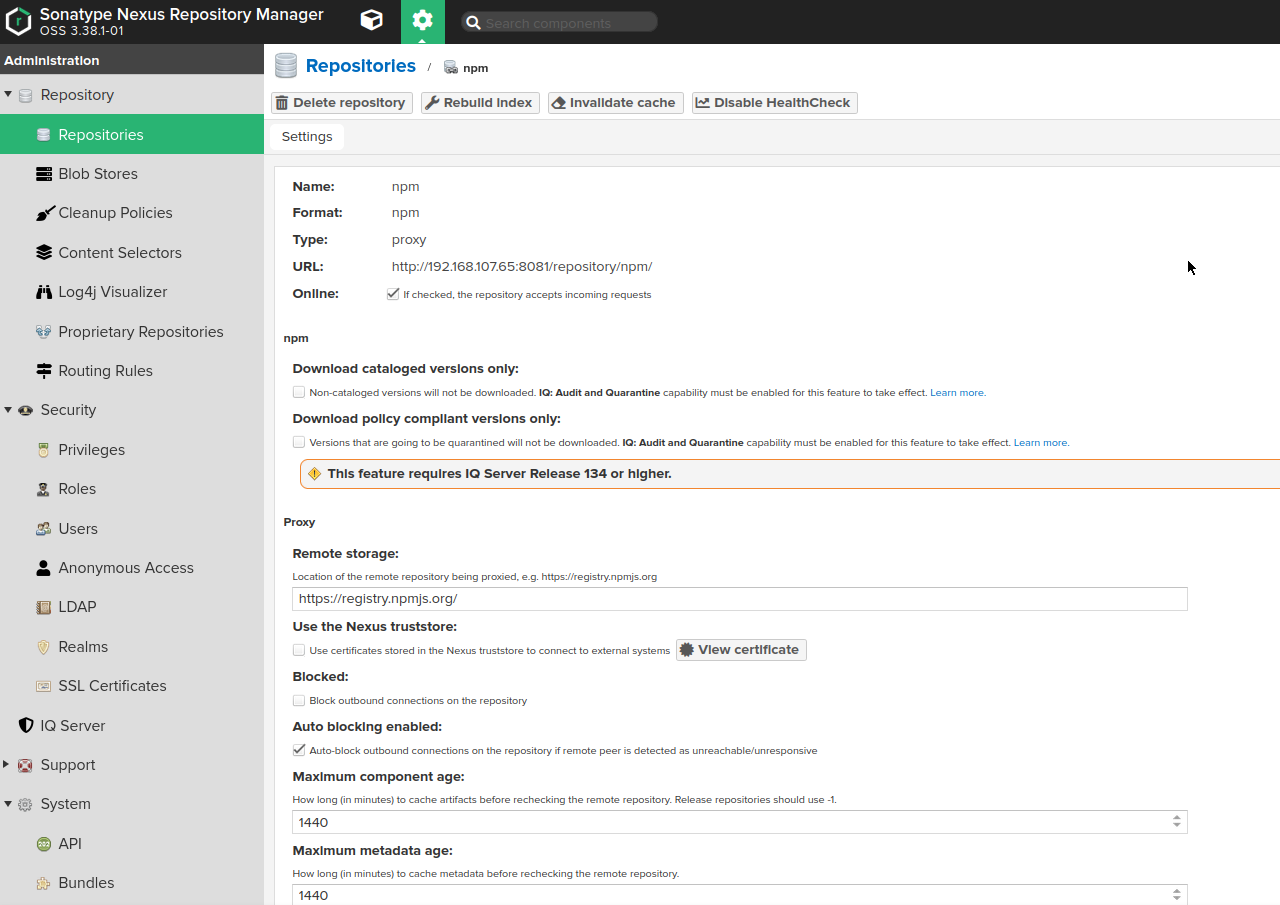 Sonatype Nexus Repository Manager
OSS 3.38.1-01
Search components
Administration
Repository
Repositories
Blob Stores
Cleanup Policies
Content Selectors
Log4j Visualizer
Proprietary Repositories
Routing Rules
Security
Privileges
Roles
Users
Anonymous Access
LDAP
Realms
SSL Certificates
IQ Server
Support
System
API
Bundles
Repositories / npm
Delete repository Rebuild index Invalidate cache Disable HealthCheck
Settings
Name: npm
Format: npm
Type: proxy
URL: http://192.168.107.65:8081/repository/npm/
Online: If checked, the repository accepts incoming requests
npm
Download cataloged versions only:
Non-cataloged versions will not be downloaded. IQ: Audit and Quarantine capability must be enabled for this feature to take effect. Learn more.
Download policy compliant versions only:
Versions that are going to be quarantined will not be downloaded. IQ: Audit and Quarantine capability must be enabled for this feature to take effect. Learn more.
This feature requires IQ Server Release 134 or higher.
Proxy
Remote storage:
Location of the remote repository being proxied, e.g. https://registry.npmjs.org
https://registry.npmjs.org/
Use the Nexus truststore:
Use certificates stored in the Nexus truststore to connect to external systems View certificate
Blocked:
Block outbound connections on the repository
Auto blocking enabled:
Auto-block outbound connections on the repository if remote peer is detected as unreachable/unresponsive
Maximum component age:
How long (in minutes) to cache artifacts before rechecking the remote repository. Release repositories should use -1.
1440
Maximum metadata age:
How long (in minutes) to cache metadata before rechecking the remote repository.
1440